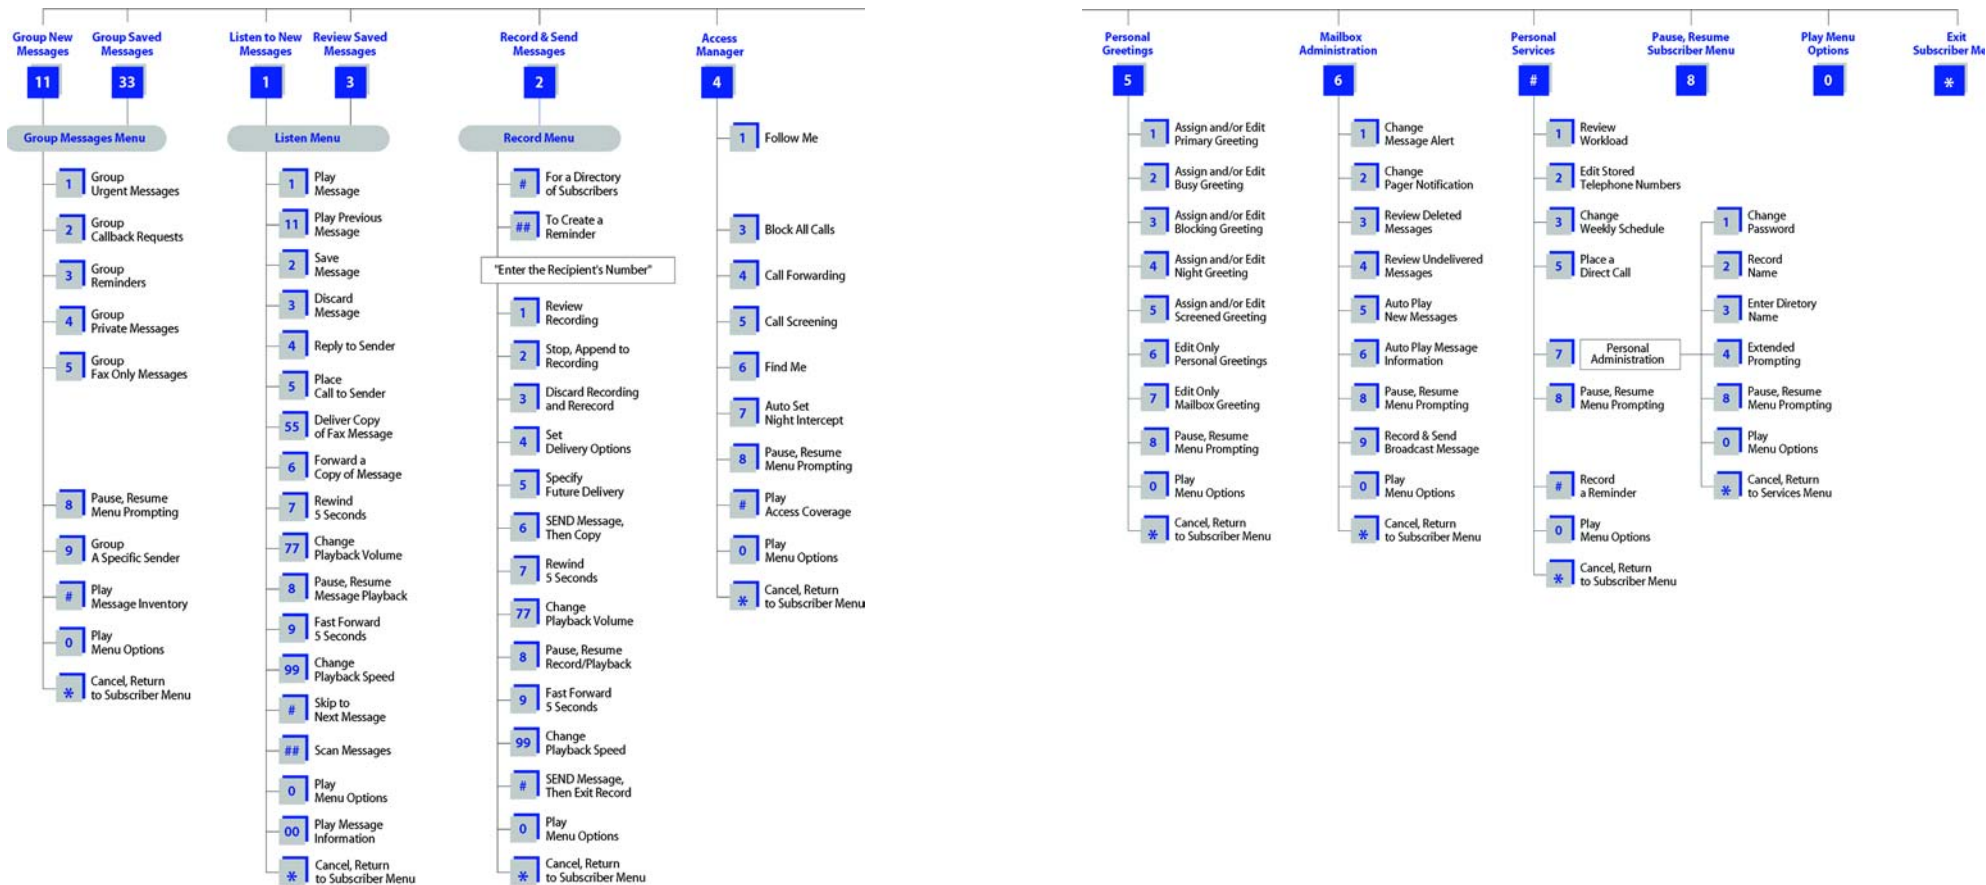 Group New
Messages
11
Group Saved
Messages
33
Group Messages Menu
1
Group
Urgent Messages
2
Group
Callback Requests
3
Group
Reminders
4
Group
Private Messages
5
Group
Fax Only Messages
8
Pause, Resume
Menu Prompting
9
Group
A Specific Sender
#
Play
Message Inventory
0
Play
Menu Options
*
Cancel, Return
to Subscriber Menu
Listen to New
Messages
1
Review Saved
Messages
3
Listen Menu
1
Play
Message
11
Play Previous
Message
2
Save
Message
3
Discard
Message
4
Reply to Sender
5
Place
Call to Sender
55
Deliver Copy
of Fax Message
6
Forward a
Copy of Message
7
Rewind
5 Seconds
77
Change
Playback Volume
8
Pause, Resume
Message Playback
9
Fast Forward
5 Seconds
99
Change
Playback Speed
#
Skip to
Next Message
##
Scan Messages
0
Play
Menu Options
00
Play Message
Information
*
Cancel, Return
to Subscriber Menu
Record & Send
Messages
2
Record Menu
#
For a Directory
of Subscribers
##
To Create a
Reminder
"Enter the Recipient's Number"
1
Review
Recording
2
Stop, Append to
Recording
3
Discard Recording
and Rerecord
4
Set
Delivery Options
5
Specify
Future Delivery
6
SEND Message,
Then Copy
7
Rewind
5 Seconds
77
Change
Playback Volume
8
Pause, Resume
Record/Playback
9
Fast Forward
5 Seconds
99
Change
Playback Speed
#
SEND Message,
Then Exit Record
0
Play
Menu Options
*
Cancel, Return
to Subscriber Menu
Access
Manager
4
1
Follow Me
3
Block All Calls
4
Call Forwarding
5
Call Screening
6
Find Me
7
Auto Set
Night Intercept
8
Pause, Resume
Menu Prompting
#
Play
Access Coverage
0
Play
Menu Options
*
Cancel, Return
to Subscriber Menu
Personal
Greetings
5
1
Assign and/or Edit
Primary Greeting
2
Assign and/or Edit
Busy Greeting
3
Assign and/or Edit
Blocking Greeting
4
Assign and/or Edit
Night Greeting
5
Assign and/or Edit
Screened Greeting
6
Edit Only
Personal Greetings
7
Edit Only
Mailbox Greeting
8
Pause, Resume
Menu Prompting
0
Play
Menu Options
*
Cancel, Return
to Subscriber Menu
Mailbox
Administration
6
1
Change
Message Alert
2
Change
Pager Notification
3
Review Deleted
Messages
4
Review Undelivered
Messages
5
Auto Play
New Messages
6
Auto Play Message
Information
8
Pause, Resume
Menu Prompting
9
Record & Send
Broadcast Message
0
Play
Menu Options
*
Cancel, Return
to Subscriber Menu
Personal
Services
#
1
Review
Workload
2
Edit Stored
Telephone Numbers
3
Change
Weekly Schedule
5
Place a
Direct Call
7
Personal
Administration
8
Pause, Resume
Menu Prompting
#
Record
a Reminder
0
Play
Menu Options
*
Cancel, Return
to Subscriber Menu
1
Change
Password
2
Record
Name
3
Enter Diretory
Name
4
Extended
Prompting
8
Pause, Resume
Menu Prompting
0
Play
Menu Options
*
Cancel, Return
to Services Menu
Pause, Resume
Subscriber Menu
8
Play Menu
Options
0
Exit
Subscriber Me
*